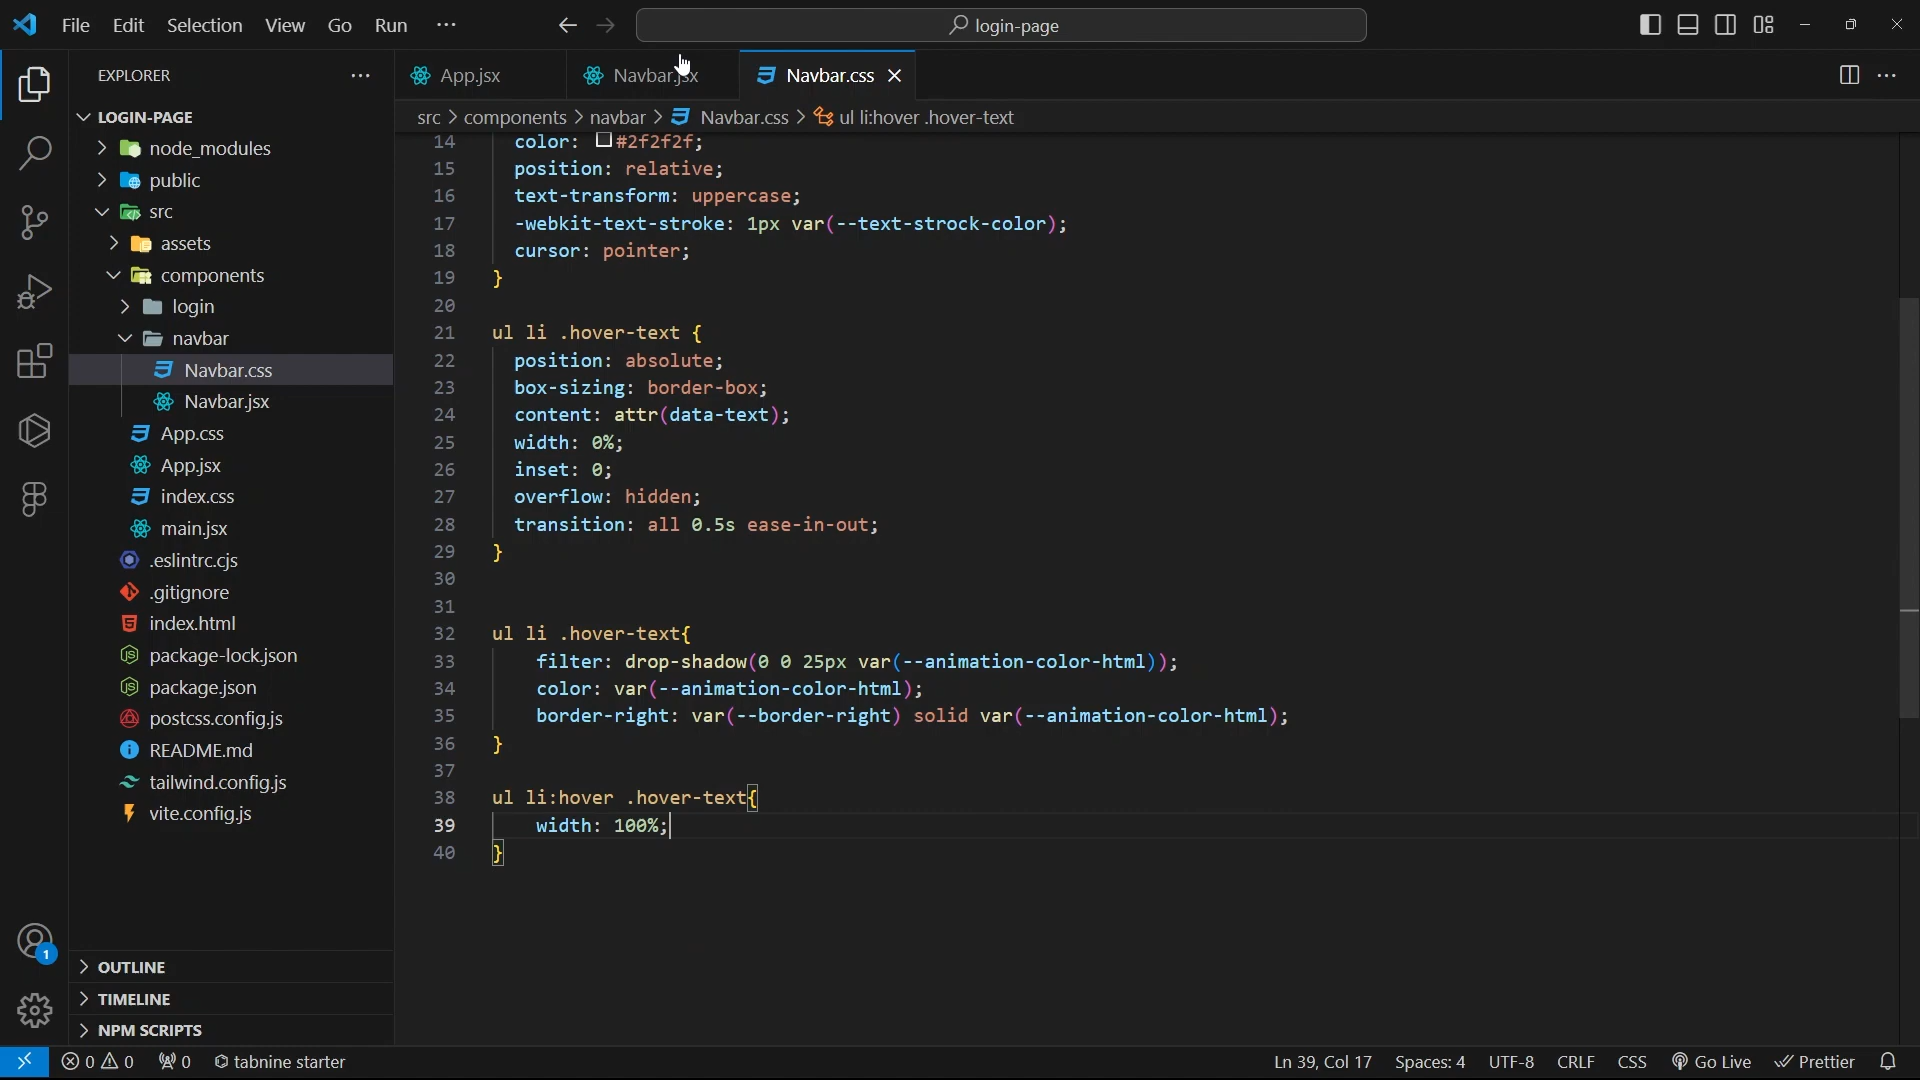 File Edit Selection View Go Run ··· login-page
EXPLORER ···
App.jsx Navbar.jsx Navbar.css
src > components > navbar > Navbar.css > ul li:hover .hover-text
LOGIN-PAGE
node_modules
public
src
assets
components
login
navbar
Navbar.css
Navbar.jsx
App.css
App.jsx
index.css
main.jsx
.eslintrc.cjs
.gitignore
index.html
package-lock.json
package.json
postcss.config.js
README.md
tailwind.config.js
vite.config.js
OUTLINE
TIMELINE
NPM SCRIPTS
1
14 color: #2f2f2f;
15 position: relative;
16 text-transform: uppercase;
17 -webkit-text-stroke: 1px var(--text-strock-color);
18 cursor: pointer;
19 }
20
21 ul li .hover-text {
22 position: absolute;
23 box-sizing: border-box;
24 content: attr(data-text);
25 width: 0%;
26 inset: 0;
27 overflow: hidden;
28 transition: all 0.5s ease-in-out;
29 }
30
31
32 ul li .hover-text{
33 filter: drop-shadow(0 0 25px var(--animation-color-html));
34 color: var(--animation-color-html);
35 border-right: var(--border-right) solid var(--animation-color-html);
36 }
37
38 ul li:hover .hover-text{
39 width: 100%;
40 }
0 0 0 tabnine starter Ln 39, Col 17 Spaces: 4 UTF-8 CRLF CSS Go Live Prettier